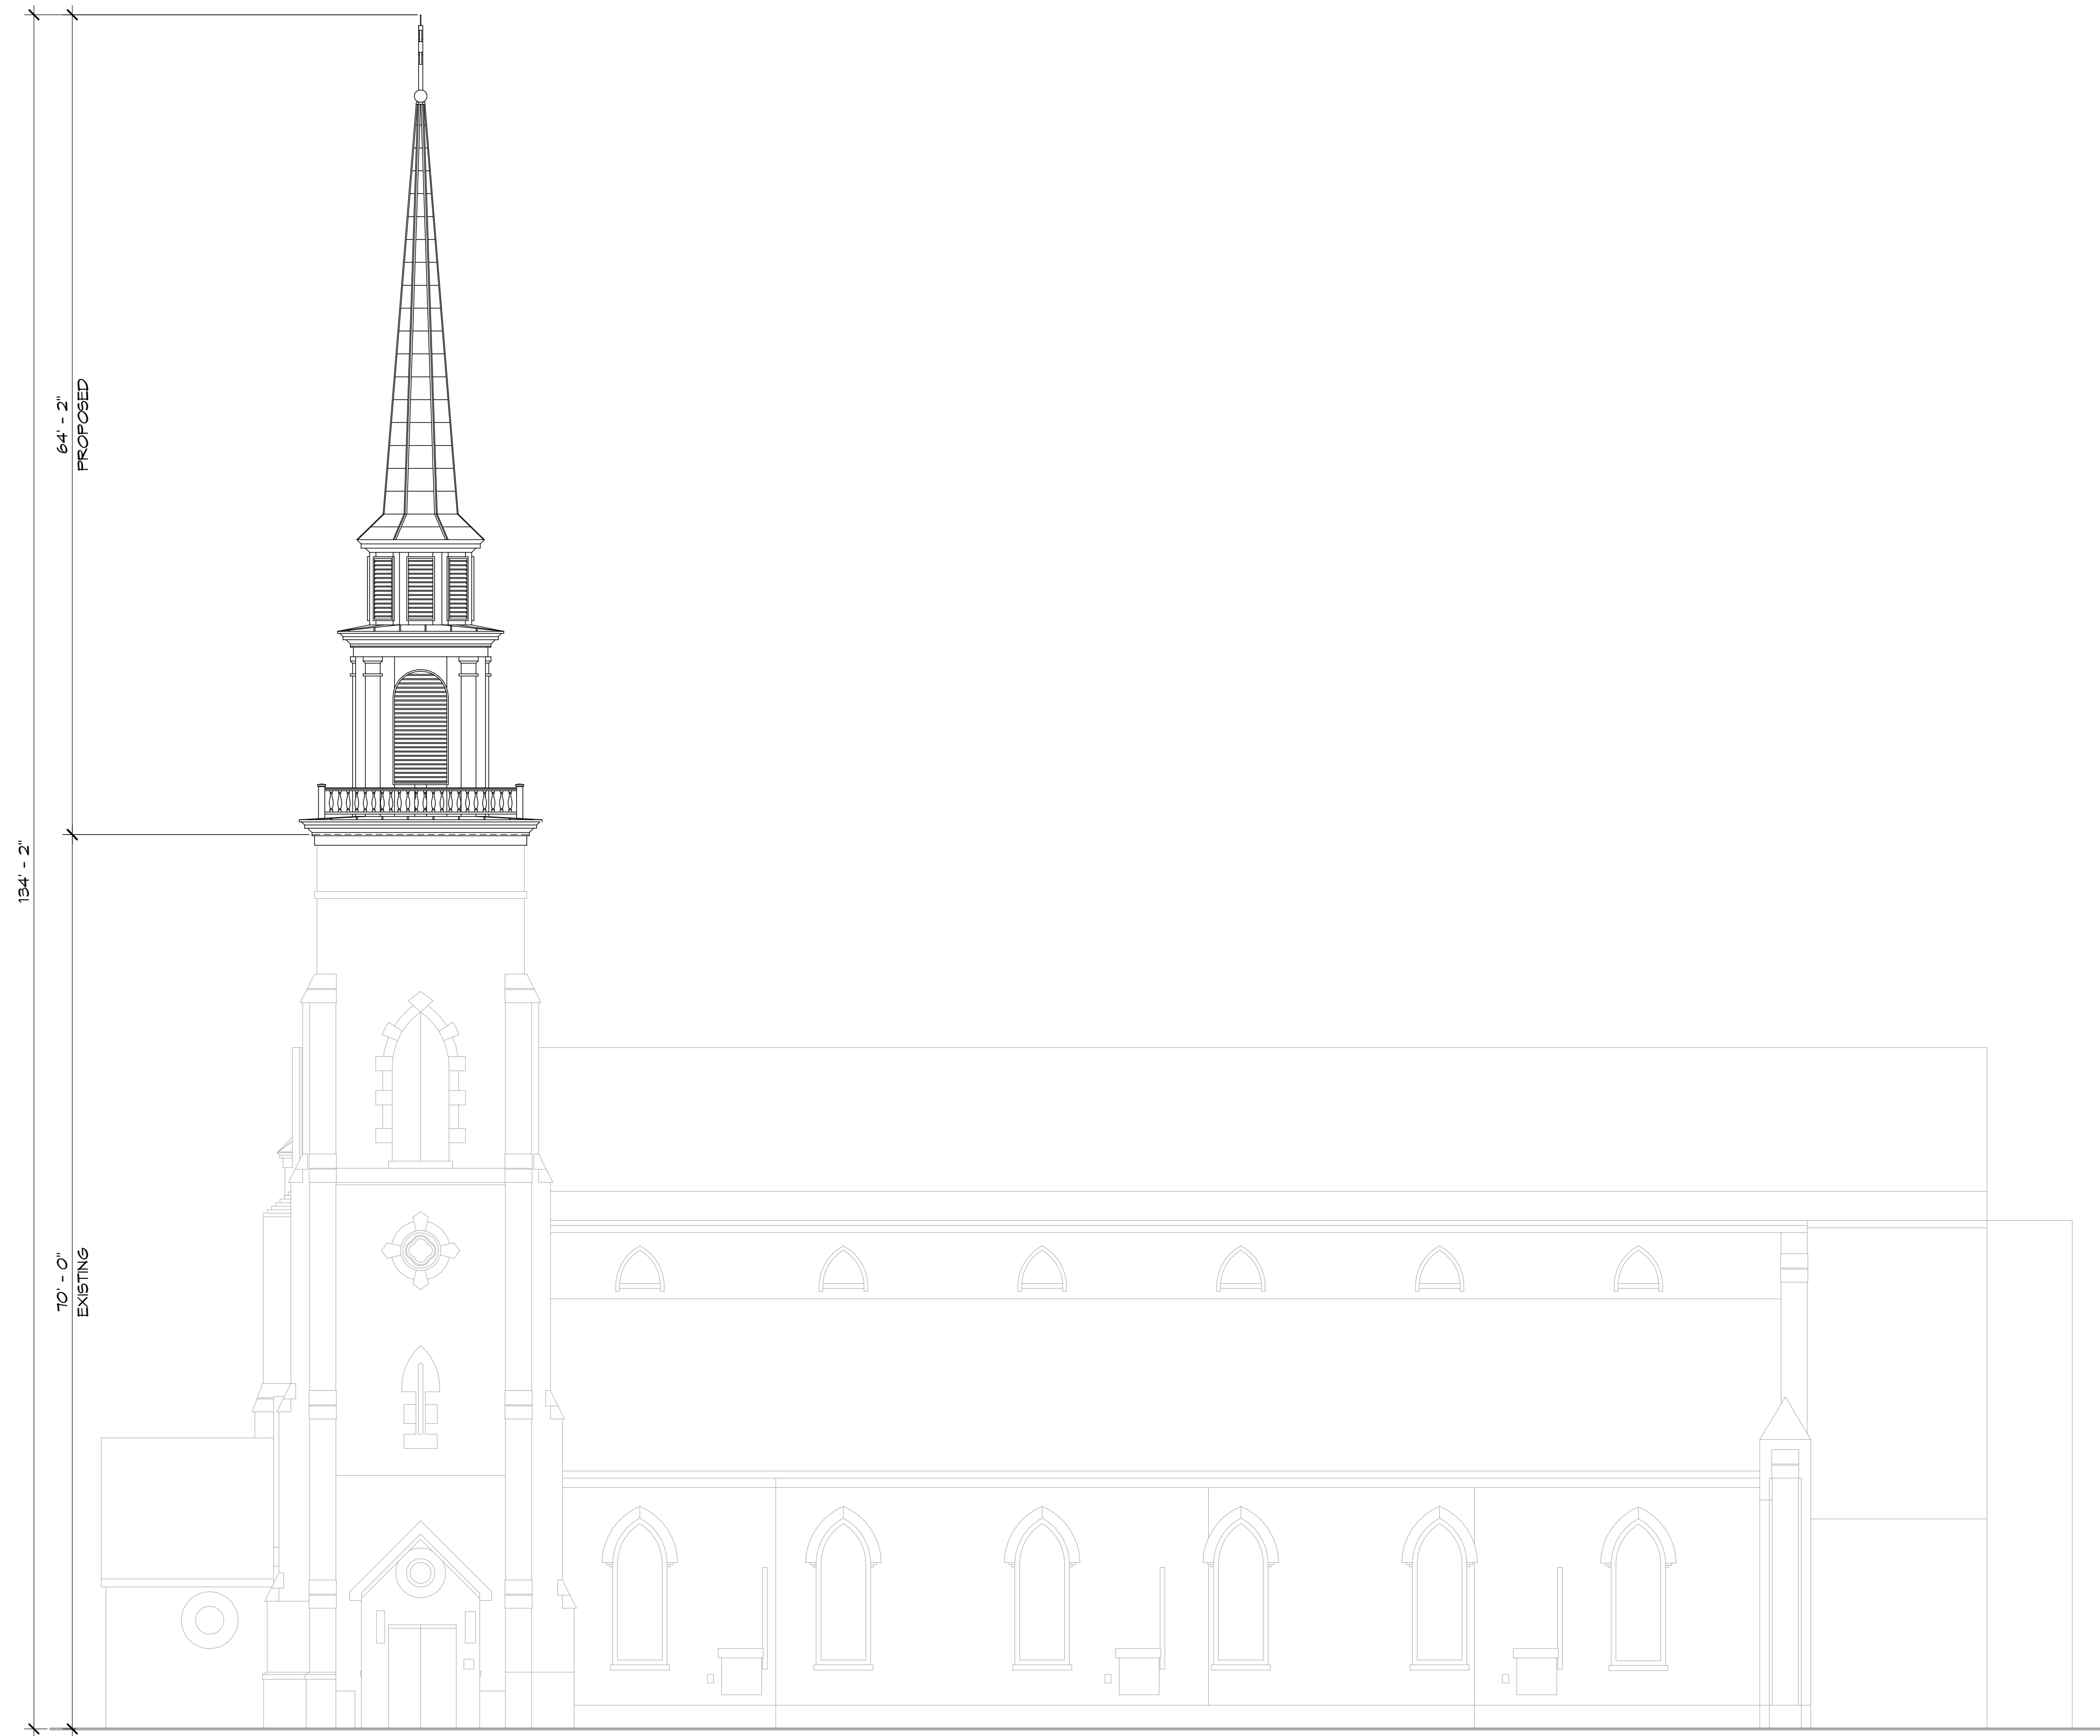 64' - 2"
PROPOSED
134' - 2"
70' - 0"
EXISTING